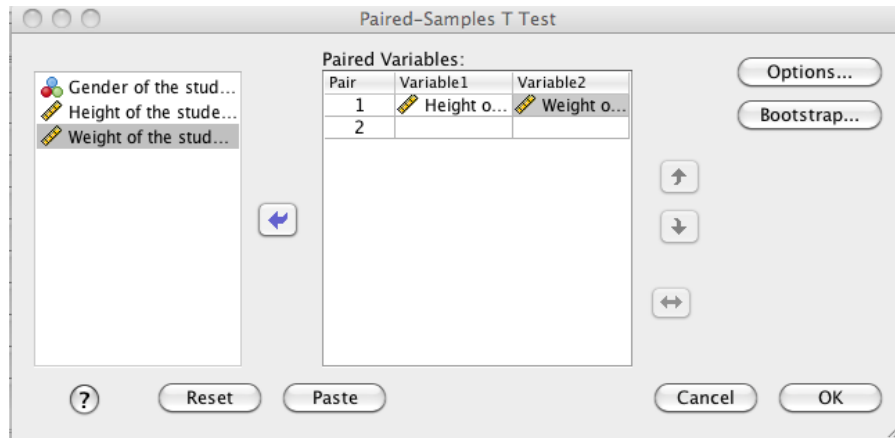 Paired-Samples T Test
Gender of the stud...
Height of the stude...
Weight of the stud...
Paired Variables:
Pair Variable1 Variable2
1 Height o... Weight o...
2
Options...
Bootstrap...
?
Reset
Paste
Cancel
OK